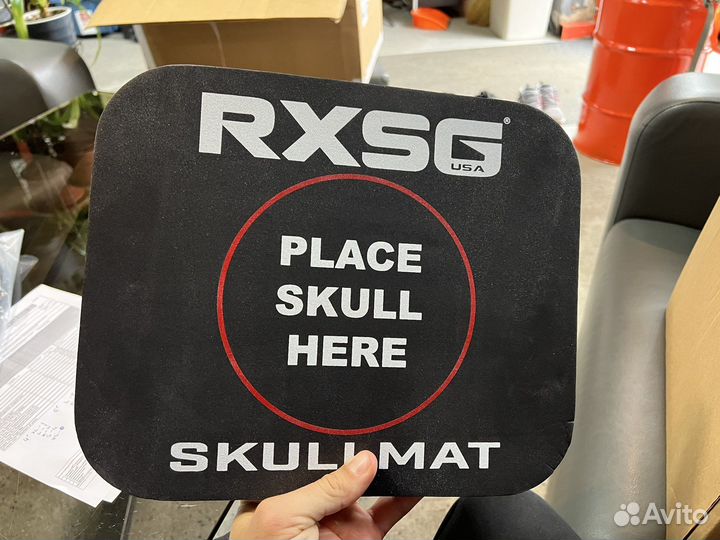 RXSG®
USA
PLACE
SKULL
HERE
SKULLMAT
Avito